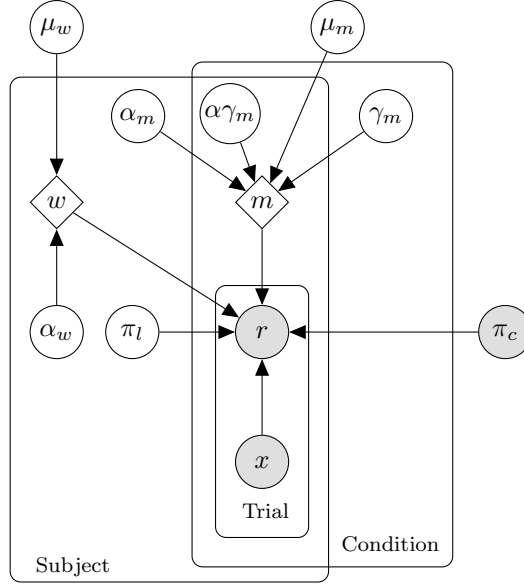 μ_w μ_m
α_m αγ_m γ_m
w m
α_w π_l r π_c
x
Trial
Condition
Subject